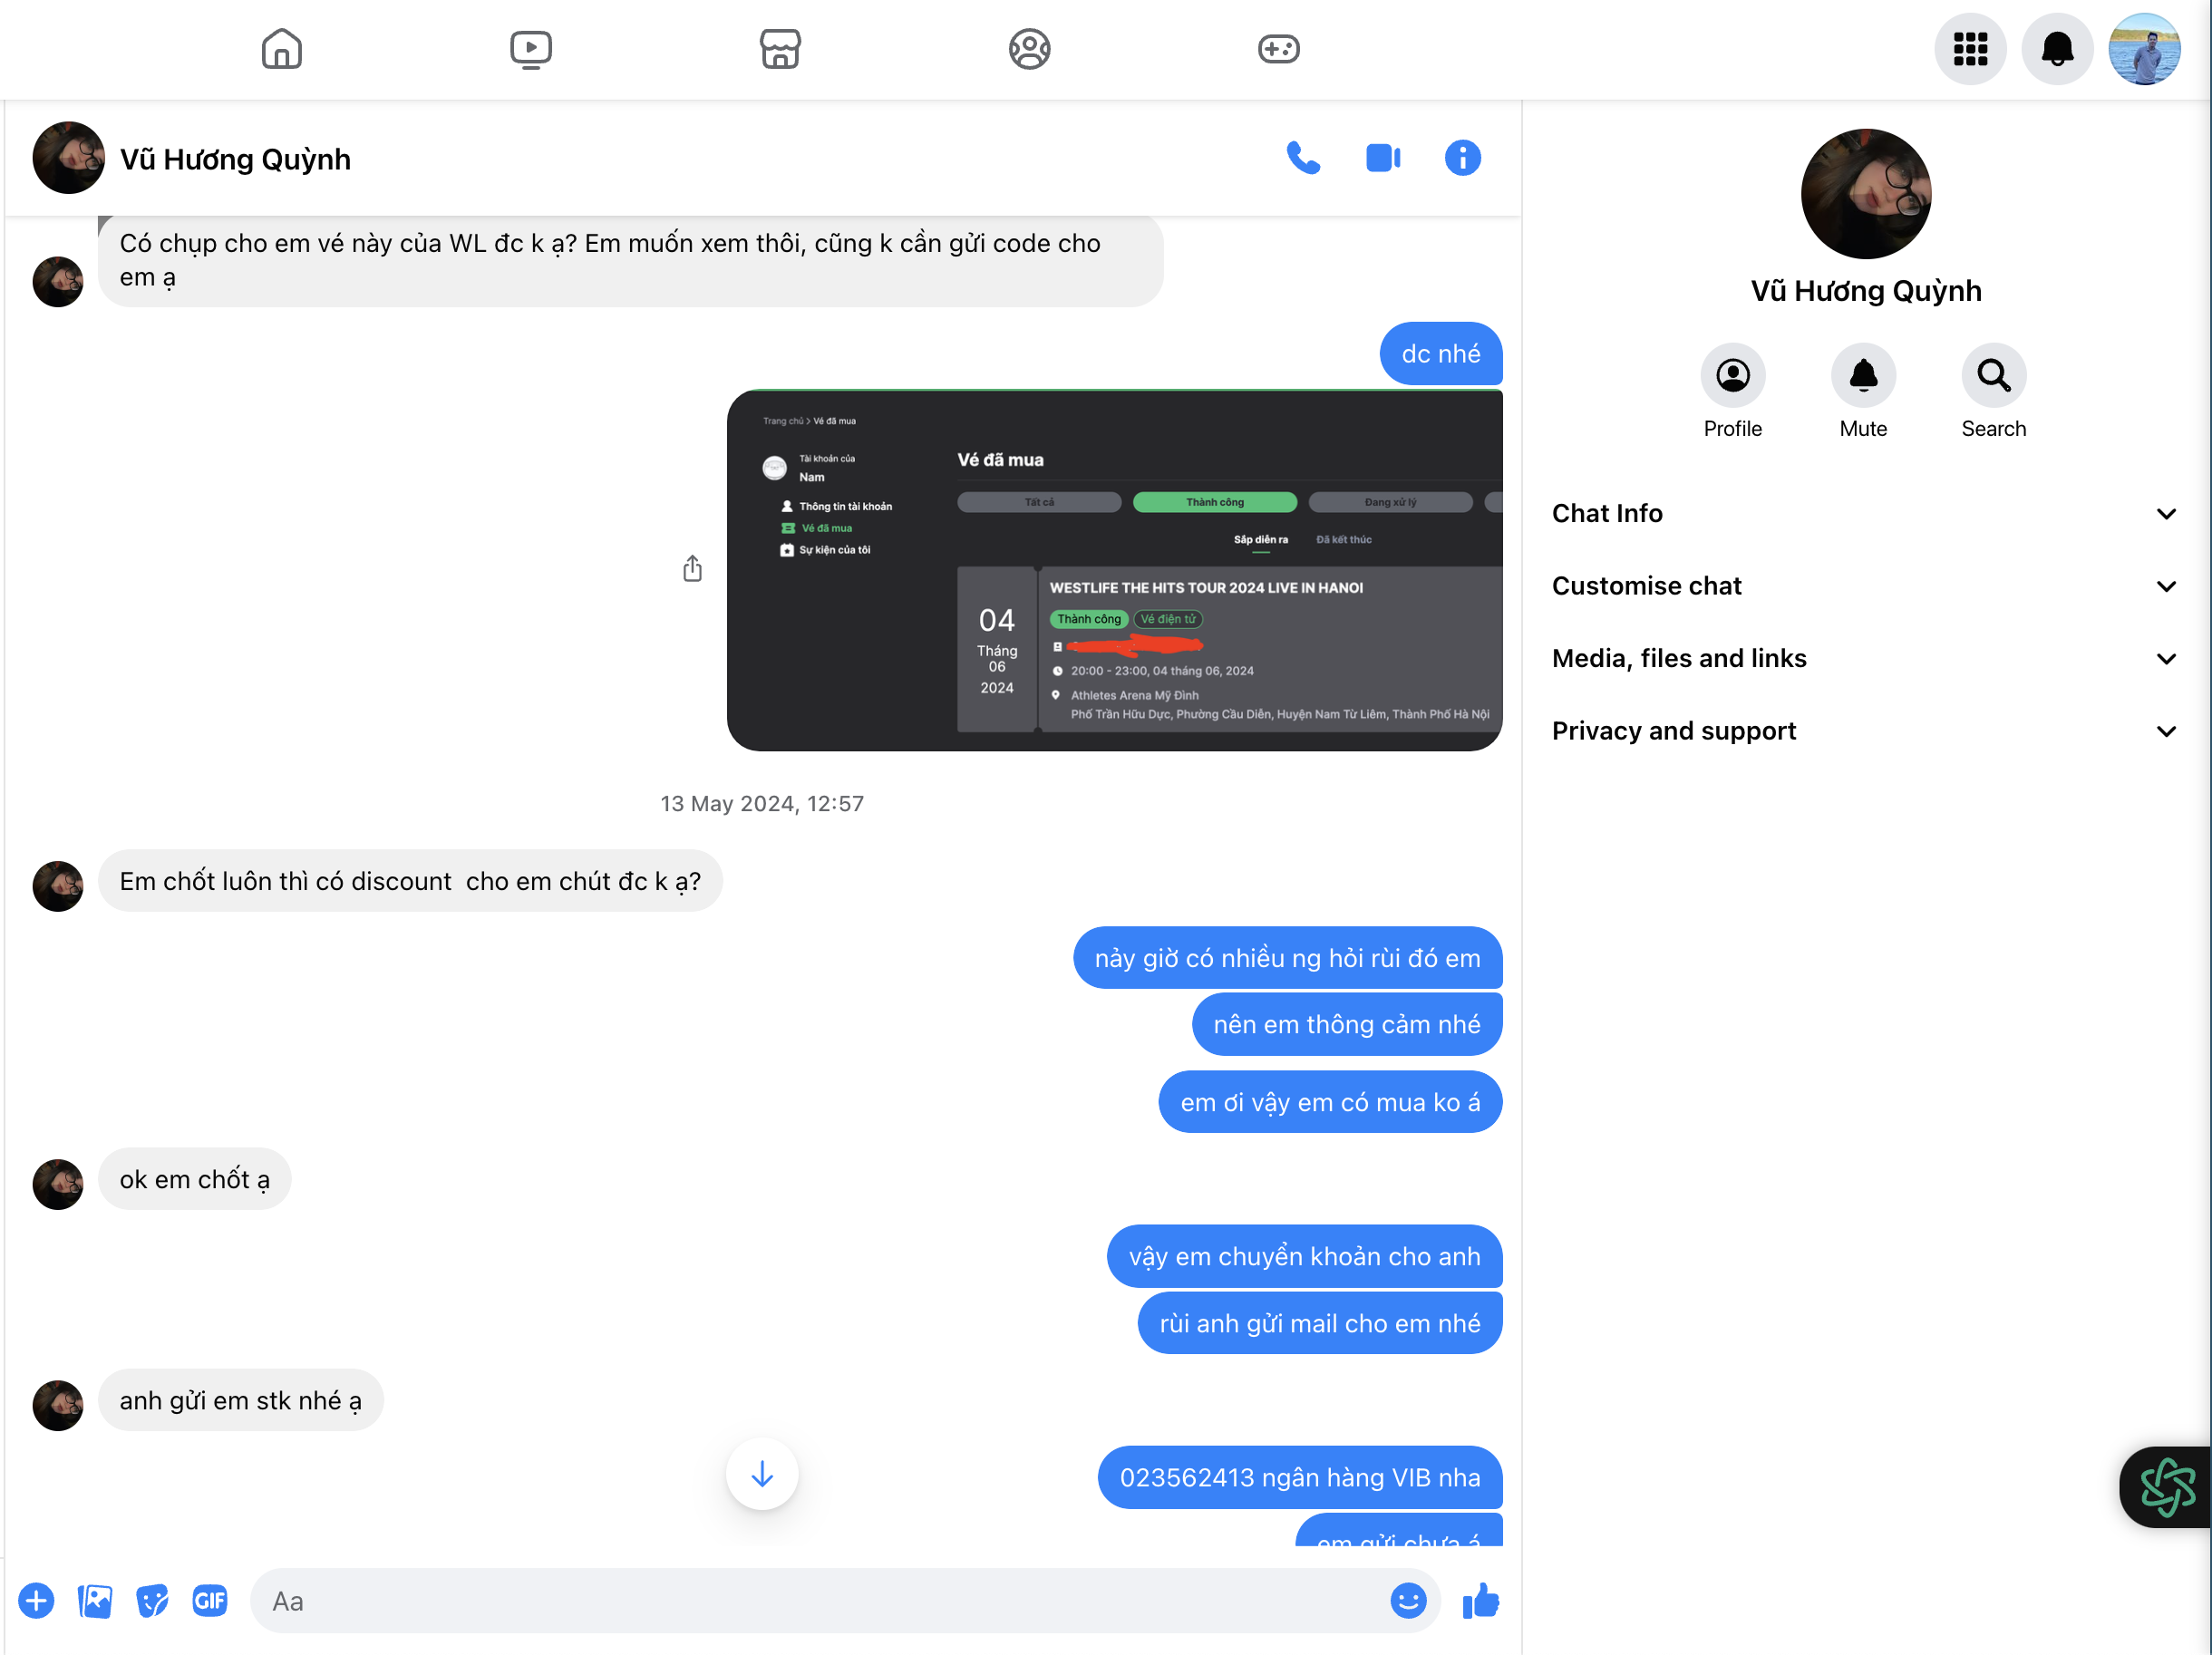 Vũ Hương Quỳnh
Có chụp cho em vé này của WL đc k ạ? Em muốn xem thôi, cũng k cần gửi code cho
em ạ
dc nhé
Trang chủ > Vé đã mua
Tài khoản của
Nam
Thông tin tài khoản
Vé đã mua
Sự kiện của tôi
Vé đã mua
Tất cả
Thành công
Đang xử lý
Sắp diễn ra
Đã kết thúc
04
Tháng
06
2024
WESTLIFE THE HITS TOUR 2024 LIVE IN HANOI
Thành công
Vé điện tử
20:00 - 23:00, 04 tháng 06, 2024
Athletes Arena Mỹ Đình
Phố Trần Hữu Dực, Phường Cầu Diễn, Huyện Nam Từ Liêm, Thành Phố Hà Nội
13 May 2024, 12:57
Em chốt luôn thì có discount  cho em chút đc k ạ?
nảy giờ có nhiều ng hỏi rùi đó em
nên em thông cảm nhé
em ơi vậy em có mua ko á
ok em chốt ạ
vậy em chuyển khoản cho anh
rùi anh gửi mail cho em nhé
anh gửi em stk nhé ạ
023562413 ngân hàng VIB nha
em gửi chưa á
GIF
Aa
Vũ Hương Quỳnh
Profile
Mute
Search
Chat Info
Customise chat
Media, files and links
Privacy and support